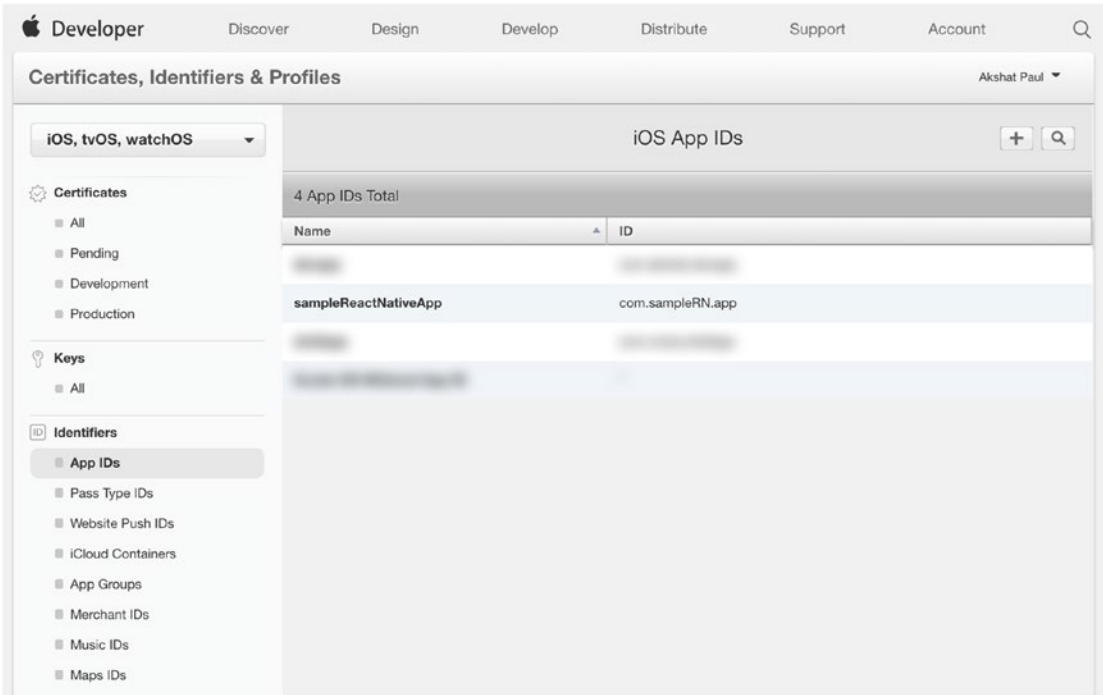 Developer Discover Design Develop Distribute Support Account
Certificates, Identifiers & Profiles Akshat Paul
iOS, tvOS, watchOS
iOS App IDs
4 App IDs Total
Name ID
sampleReactNativeApp com.sampleRN.app
Certificates
All
Pending
Development
Production
Keys
All
ID Identifiers
App IDs
Pass Type IDs
Website Push IDs
iCloud Containers
App Groups
Merchant IDs
Music IDs
Maps IDs